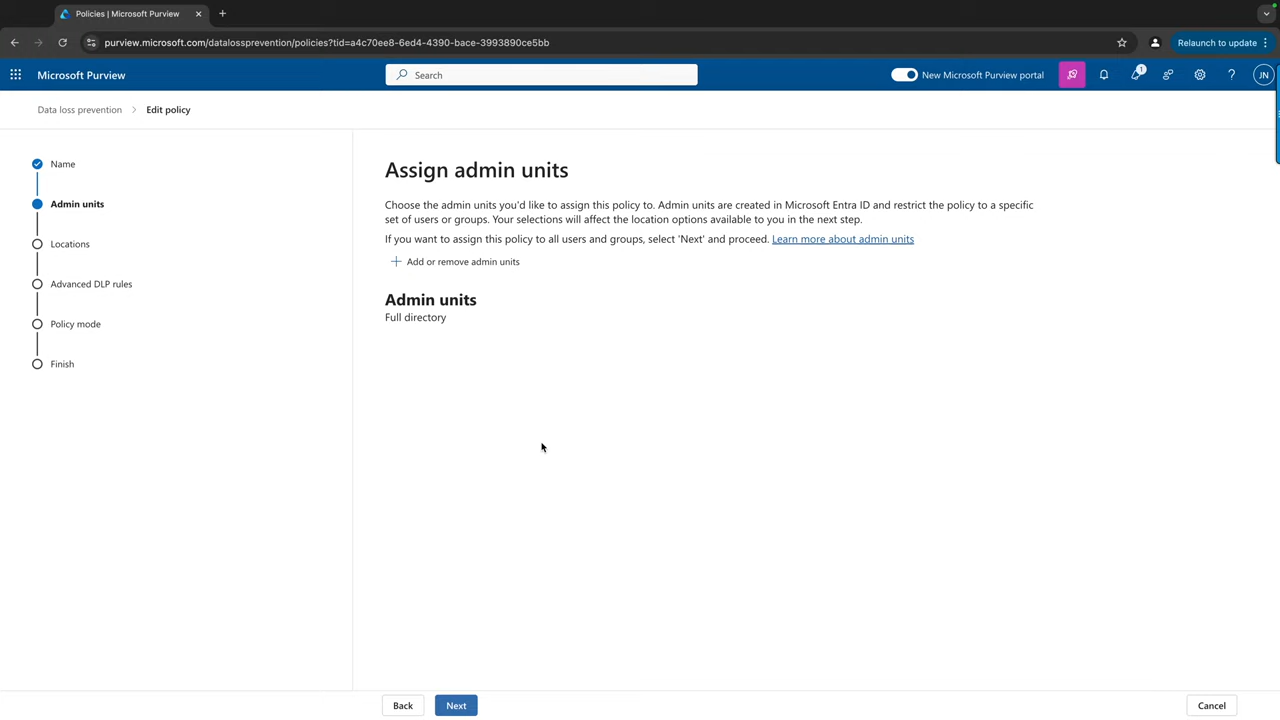 Policies | Microsoft Purview
purview.microsoft.com/datalossprevention/policies?tid=a4c70ee8-6ed4-4390-bace-3993890ce5bb
Relaunch to update
Microsoft Purview
Search
New Microsoft Purview portal
1
JN
Data loss prevention > Edit policy
Name
Admin units
Locations
Advanced DLP rules
Policy mode
Finish
Assign admin units
Choose the admin units you'd like to assign this policy to. Admin units are created in Microsoft Entra ID and restrict the policy to a specific
set of users or groups. Your selections will affect the location options available to you in the next step.
If you want to assign this policy to all users and groups, select 'Next' and proceed. Learn more about admin units
Add or remove admin units
Admin units
Full directory
Back
Next
Cancel